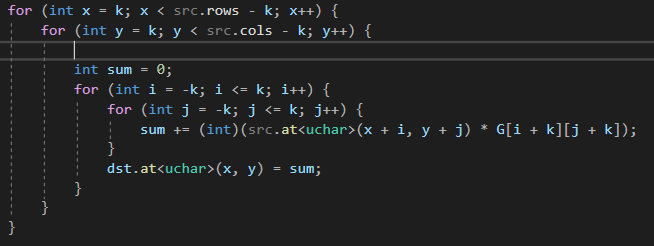 for (int x = k; x < src.rows - k; x++) {
    for (int y = k; y < src.cols - k; y++) {

        int sum = 0;
        for (int i = -k; i <= k; i++) {
            for (int j = -k; j <= k; j++) {
                sum += (int)(src.at<uchar>(x + i, y + j) * G[i + k][j + k]);
            }
            dst.at<uchar>(x, y) = sum;
        }
    }
}